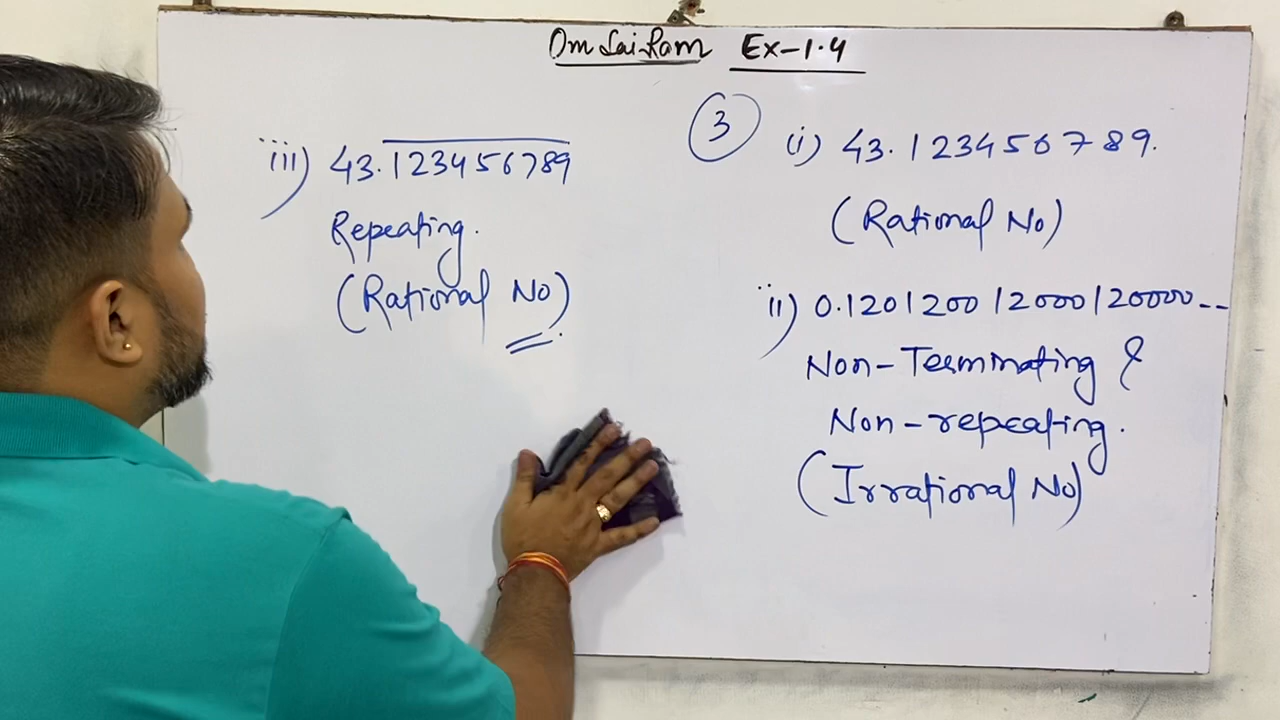 Om Sai Ram Ex-1.4
iii) 43.123456789
Repeating.
(Rational No)
3 (i) 43.123456789.
(Rational No)
ii) 0.120120012000120000--
Non-Terminating &
Non-repeating.
(Irrational No)